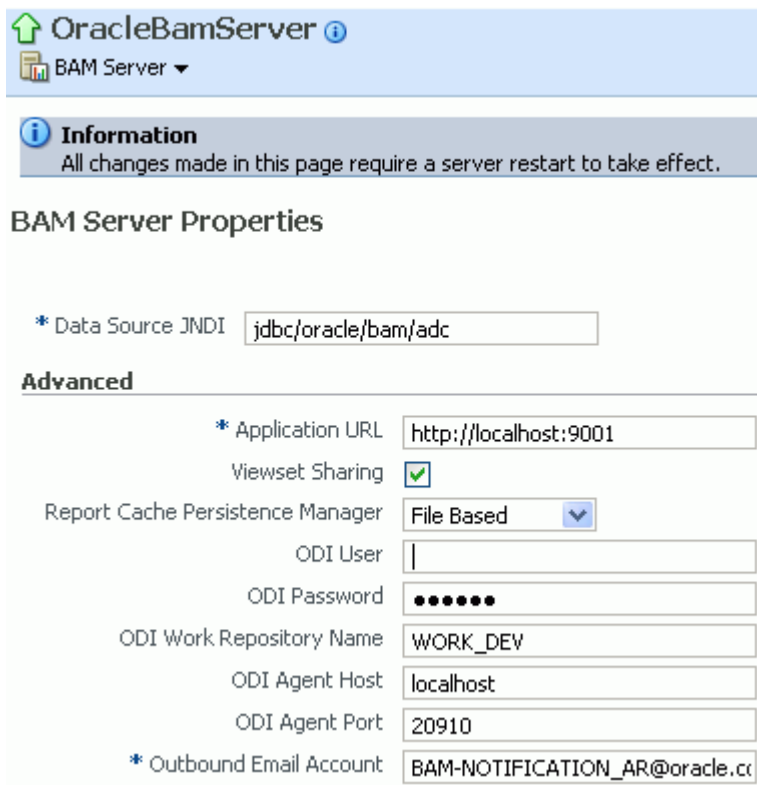 OracleBamServer
BAM Server
Information
All changes made in this page require a server restart to take effect.
BAM Server Properties
* Data Source JNDI jdbc/oracle/bam/adc
Advanced
* Application URL http://localhost:9001
Viewset Sharing
Report Cache Persistence Manager File Based
ODI User
ODI Password ••••••
ODI Work Repository Name WORK_DEV
ODI Agent Host localhost
ODI Agent Port 20910
* Outbound Email Account BAM-NOTIFICATION_AR@oracle.co